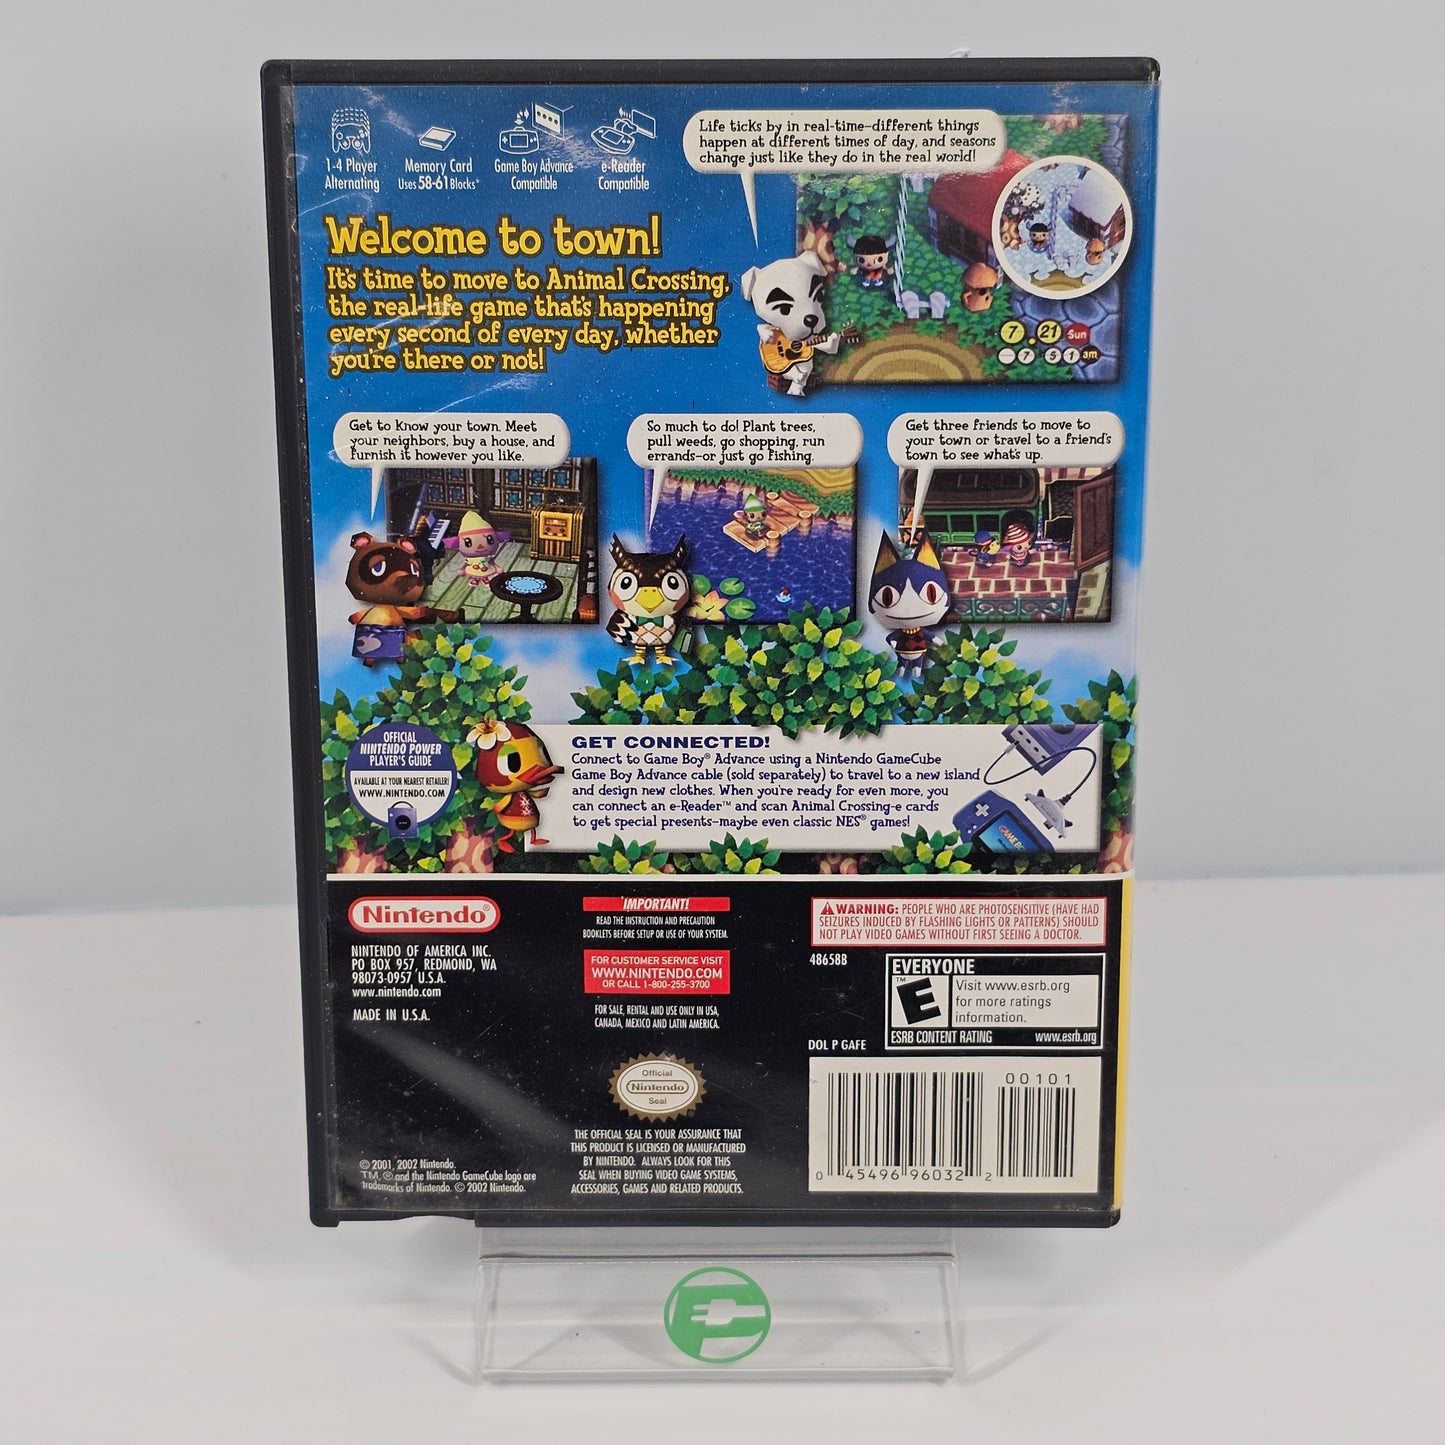 1-4 Player
Alternating
Memory Card
Uses 58-61 Blocks*
Game Boy Advance
Compatible
e-Reader
Compatible
Life ticks by in real-time-different things
happen at different times of day, and seasons
change just like they do in the real world!
Welcome to town!
It's time to move to Animal Crossing,
the real-life game that's happening
every second of every day, whether
you're there or not!
7.21 Sun
7 51 am
Get to know your town. Meet
your neighbors, buy a house, and
furnish it however you like.
So much to do! Plant trees,
pull weeds, go shopping, run
errands-or just go fishing.
Get three friends to move to
your town or travel to a friend's
town to see what's up.
OFFICIAL
NINTENDO POWER
PLAYER'S GUIDE
AVAILABLE AT YOUR NEAREST RETAILER!
WWW.NINTENDO.COM
GET CONNECTED!
Connect to Game Boy® Advance using a Nintendo GameCube
Game Boy Advance cable (sold separately) to travel to a new island
and design new clothes. When you're ready for even more, you
can connect an e-Reader™ and scan Animal Crossing-e cards
to get special presents-maybe even classic NES® games!
Nintendo®
NINTENDO OF AMERICA INC.
PO BOX 957, REDMOND, WA
98073-0957 U.S.A.
www.nintendo.com
MADE IN U.S.A.
IMPORTANT!
READ THE INSTRUCTION AND PRECAUTION
BOOKLETS BEFORE SETUP OR USE OF YOUR SYSTEM.
FOR CUSTOMER SERVICE VISIT
WWW.NINTENDO.COM
OR CALL 1-800-255-3700
FOR SALE, RENTAL AND USE ONLY IN USA,
CANADA, MEXICO AND LATIN AMERICA.
WARNING: PEOPLE WHO ARE PHOTOSENSITIVE (HAVE HAD
SEIZURES INDUCED BY FLASHING LIGHTS OR PATTERNS) SHOULD
NOT PLAY VIDEO GAMES WITHOUT FIRST SEEING A DOCTOR.
48658B
EVERYONE
E™
Visit www.esrb.org
for more ratings
information.
ESRB CONTENT RATING www.esrb.org
DOL P GAFE
00101
0 45496 96032 2
Official
Nintendo
Seal
THE OFFICIAL SEAL IS YOUR ASSURANCE THAT
THIS PRODUCT IS LICENSED OR MANUFACTURED
BY NINTENDO. ALWAYS LOOK FOR THIS
SEAL WHEN BUYING VIDEO GAME SYSTEMS,
ACCESSORIES, GAMES AND RELATED PRODUCTS.
© 2001, 2002 Nintendo.
TM, ® and the Nintendo GameCube logo are
trademarks of Nintendo. © 2002 Nintendo.